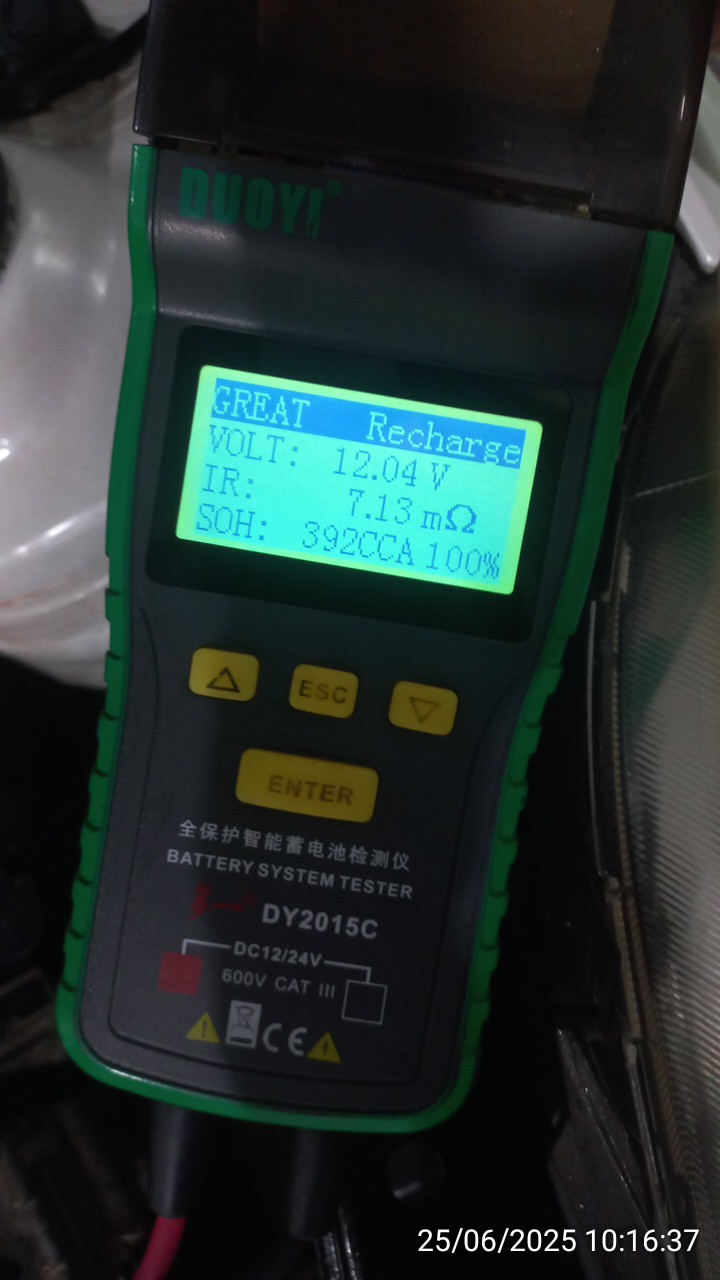 DUOYI®
GREAT Recharge
VOLT: 12.04 V
IR: 7.13 mΩ
SOH: 392CCA 100%
ESC
ENTER
全保护智能蓄电池检测仪
BATTERY SYSTEM TESTER
DY2015C
DC12/24V
600V CAT III
CE
25/06/2025 10:16:37